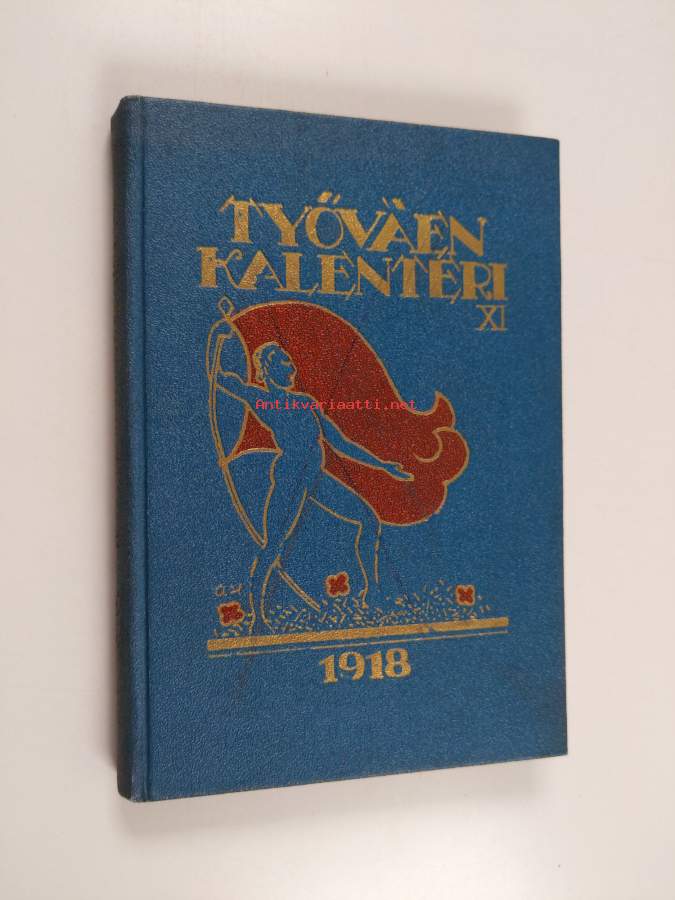 TYÖVÄEN
KALENTERI
XI
Antikvariaatti.net
1918